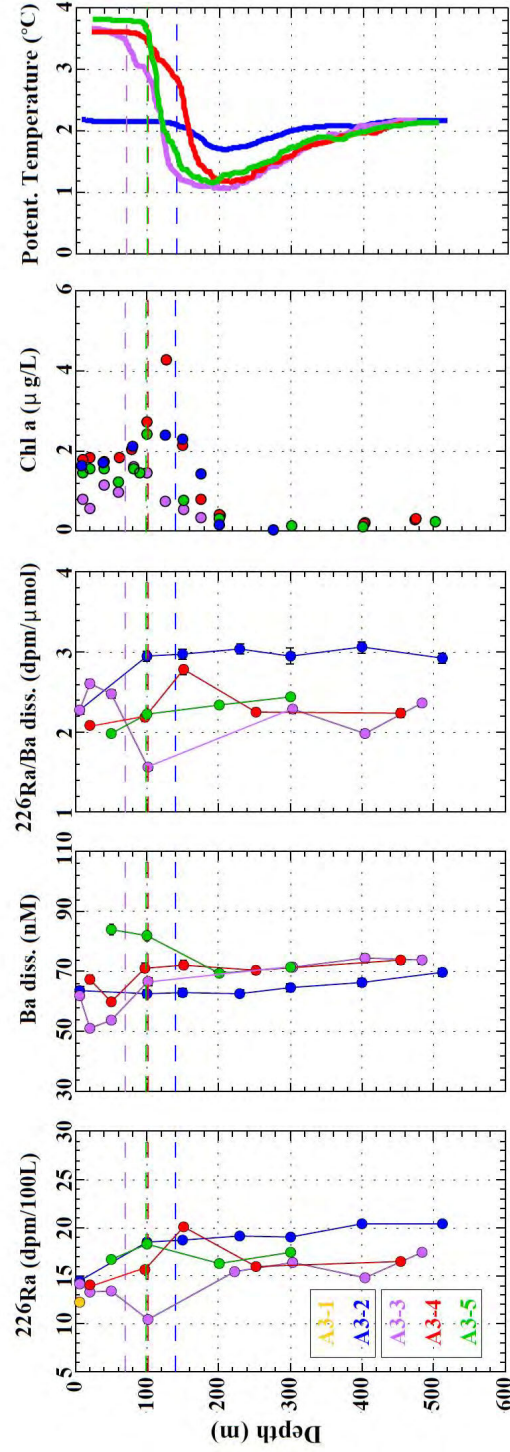 226Ra (dpm/100L)
5 10 15 20 25 30
Ba diss. (nM)
30 50 70 90 110
226Ra/Ba diss. (dpm/µmol)
1 2 3 4
Chl a (µ g/L)
0 2 4 6
Potent. Temperature (°C)
0 1 2 3 4
Depth (m)
0
100
200
300
400
500
A3-1
A3-2
A3-3
A3-4
A3-5